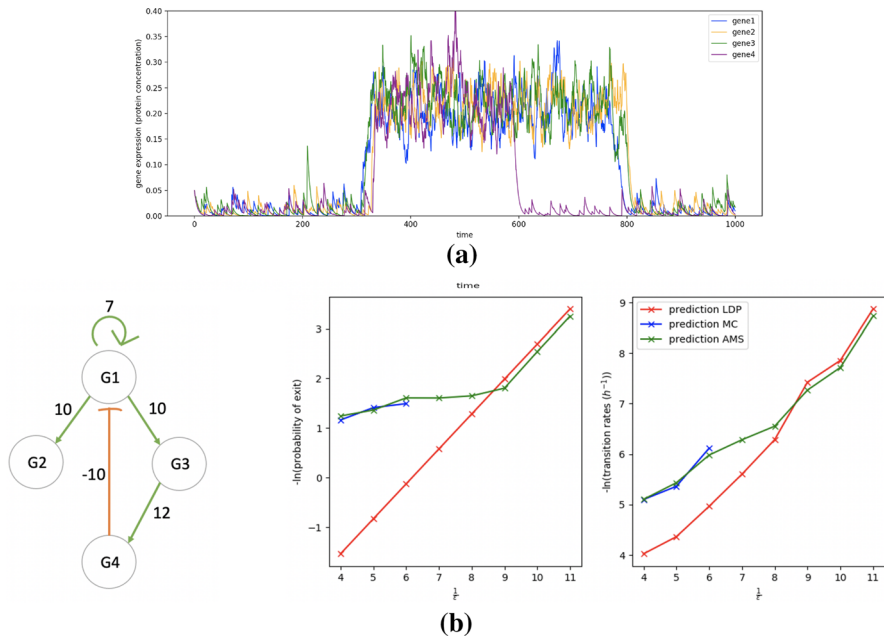 0.40
0.35
0.30
0.25
0.20
0.15
0.10
0.05
0.00
gene expression (protein concentration)
gene1
gene2
gene3
gene4
0 200 400 600 800 1000
time
(a)
time
7
G1
10 10
G2
G3
-10
12
G4
3
2
1
0
−1
-ln(probability of exit)
prediction LDP
prediction MC
prediction AMS
4 5 6 7 8 9 10 11
1/ε
9
8
7
6
5
4
-ln(transition rates (h⁻¹))
4 5 6 7 8 9 10 11
1/ε
(b)